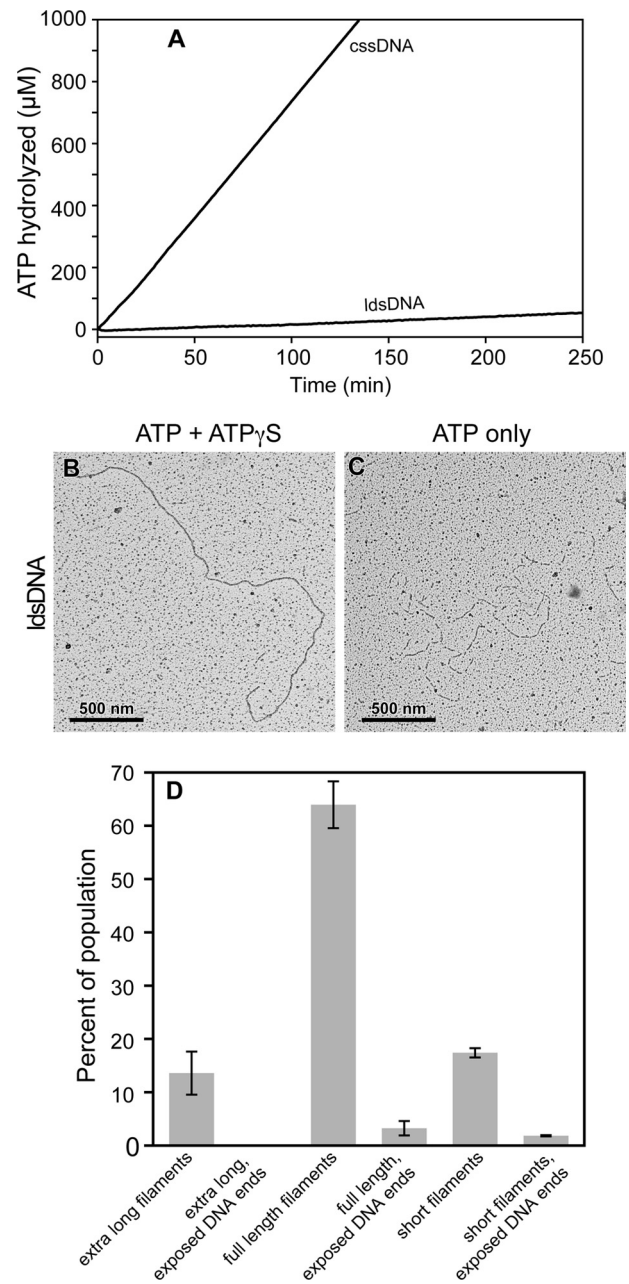 A
1000
cssDNA
800
600
400
200
ldsDNA
0
0
50
100
150
200
250
ATP hydrolyzed (µM)
Time (min)
ATP + ATPγS
ATP only
B
C
ldsDNA
500 nm
500 nm
D
70
60
50
40
30
20
10
0
Percent of population
extra long filaments
extra long,
exposed DNA ends
full length filaments
full length,
exposed DNA ends
short filaments
short filaments,
exposed DNA ends